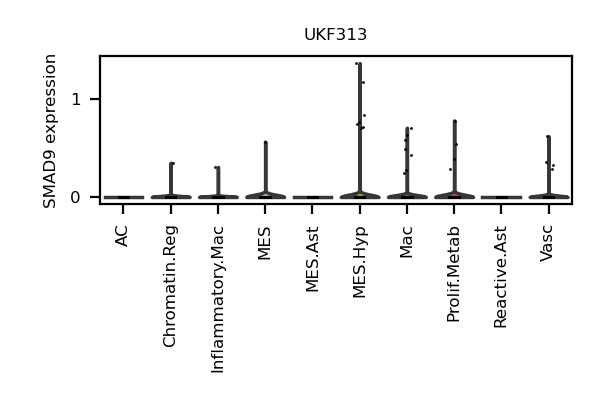 UKF313
SMAD9 expression
1
0
AC
Chromatin.Reg
Inflammatory.Mac
MES
MES.Ast
MES.Hyp
Mac
Prolif.Metab
Reactive.Ast
Vasc